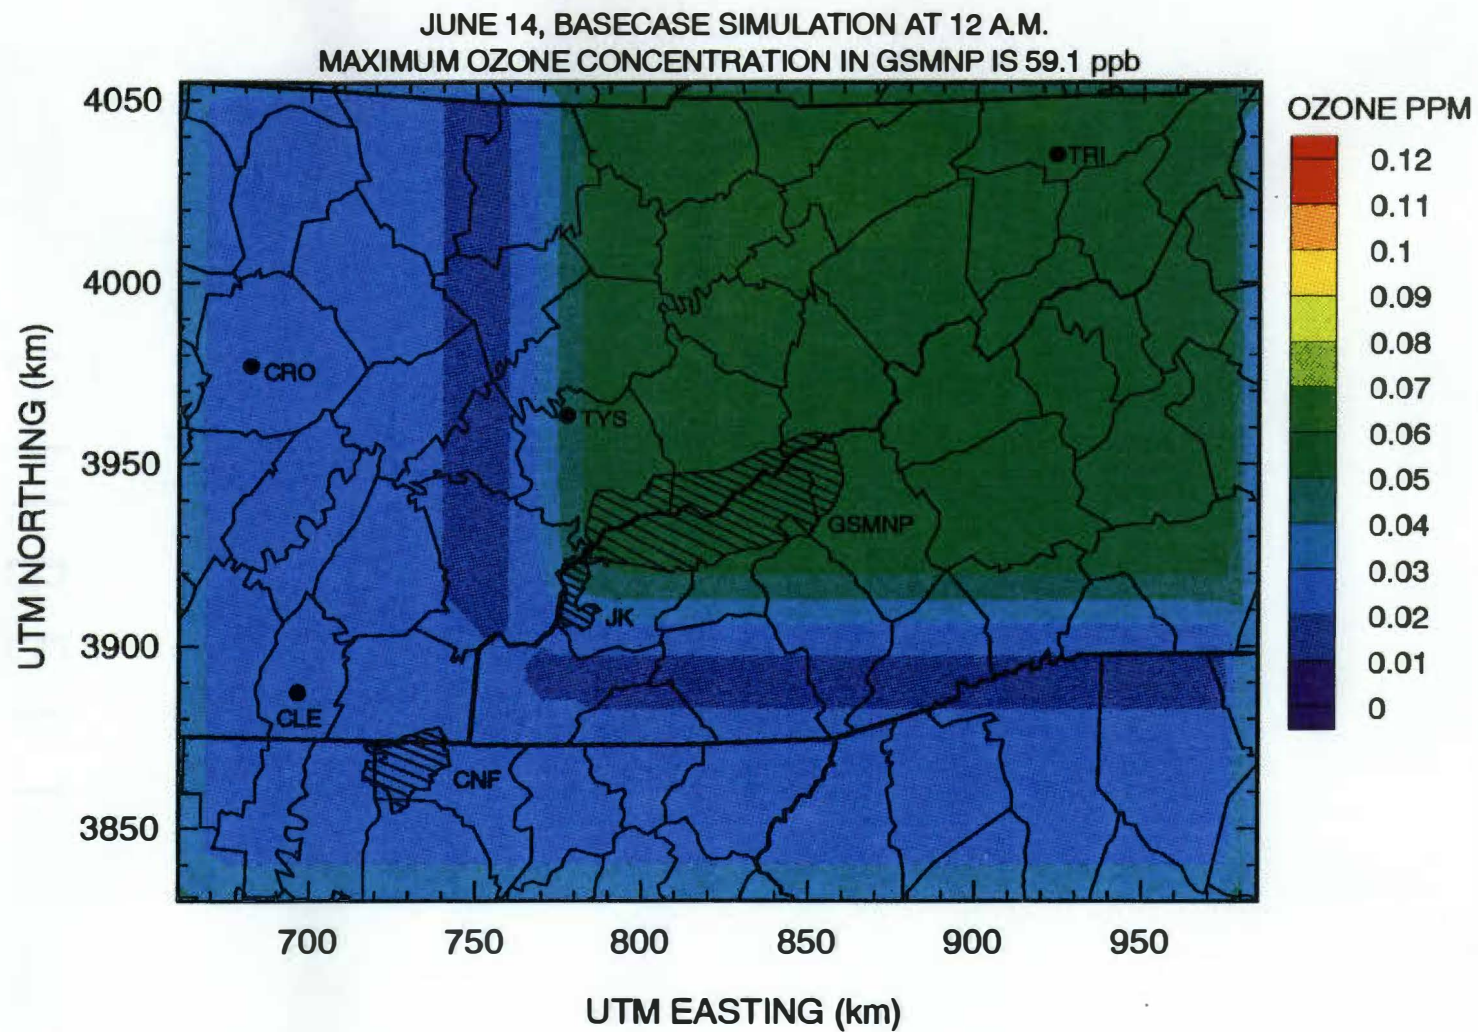 JUNE 14, BASECASE SIMULATION AT 12 A.M.
MAXIMUM OZONE CONCENTRATION IN GSMNP IS 59.1 ppb
OZONE PPM
0.12
0.11
0.1
0.09
0.08
0.07
0.06
0.05
0.04
0.03
0.02
0.01
0
UTM NORTHING (km)
4050
4000
3950
3900
3850
TRI
CRO
TYS
GSMNP
JK
CLE
CNF
700 750 800 850 900 950
UTM EASTING (km)